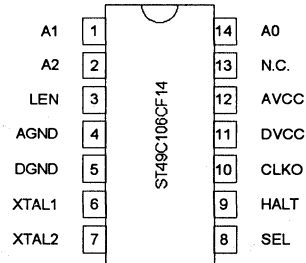 A1 1 14 A0
A2 2 13 N.C.
LEN 3 12 AVCC
AGND 4 11 DVCC
DGND 5 10 CLKO
XTAL1 6 9 HALT
XTAL2 7 8 SEL
ST49C106CF14